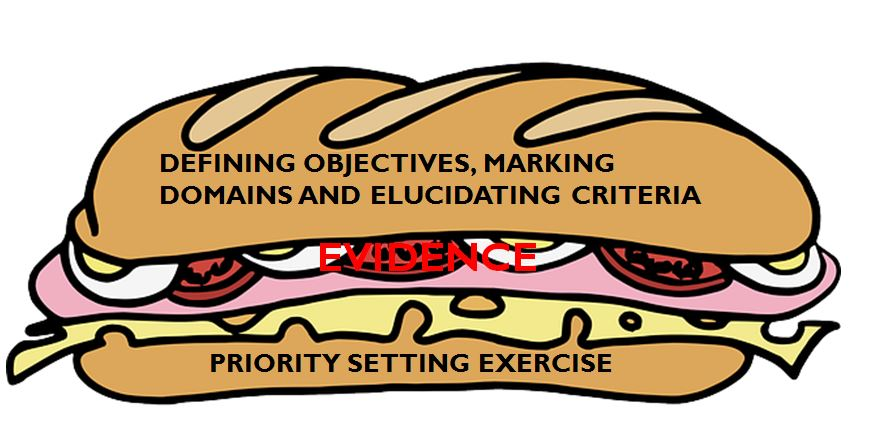 DEFINING OBJECTIVES, MARKING
DOMAINS AND ELUCIDATING CRITERIA
EVIDENCE
PRIORITY SETTING EXERCISE